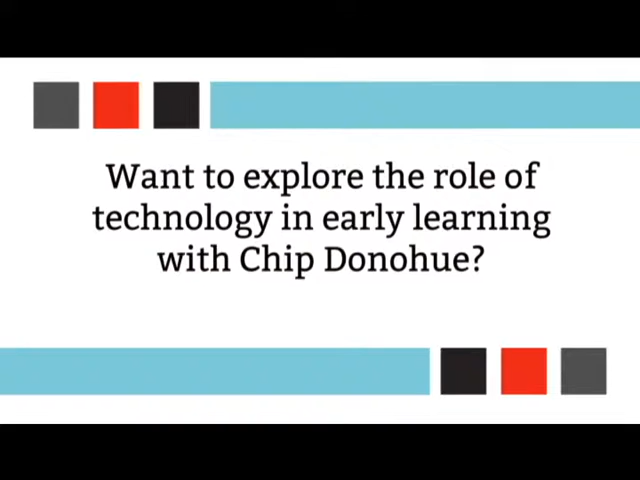 Want to explore the role of
technology in early learning
with Chip Donohue?